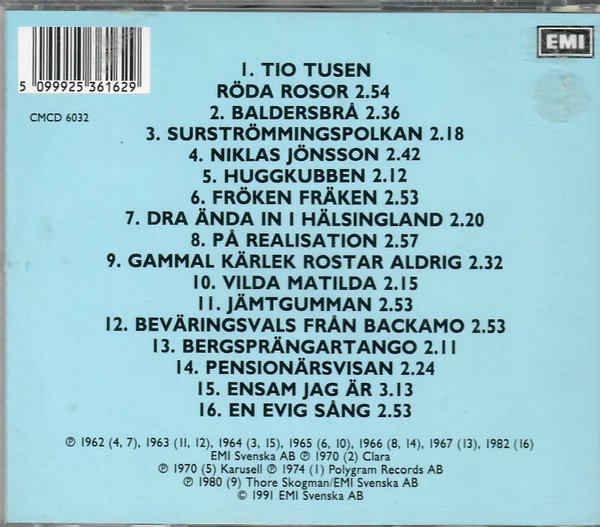 EMI
5 099925 361629
CMCD 6032
1. TIO TUSEN
RÖDA ROSOR 2.54
2. BALDERSBRÅ 2.36
3. SURSTRÖMMINGSPOLKAN 2.18
4. NIKLAS JÖNSSON 2.42
5. HUGGKUBBEN 2.12
6. FRÖKEN FRÄKEN 2.53
7. DRA ÄNDA IN I HÄLSINGLAND 2.20
8. PÅ REALISATION 2.57
9. GAMMAL KÄRLEK ROSTAR ALDRIG 2.32
10. VILDA MATILDA 2.15
11. JÄMTGUMMAN 2.53
12. BEVÄRINGSVALS FRÅN BACKAMO 2.53
13. BERGSPRÄNGARTANGO 2.11
14. PENSIONÄRSVISAN 2.24
15. ENSAM JAG ÄR 3.13
16. EN EVIG SÅNG 2.53
℗ 1962 (4, 7), 1963 (11, 12), 1964 (3, 15), 1965 (6, 10), 1966 (8, 14), 1967 (13), 1982 (16)
EMI Svenska AB ℗ 1970 (2) Clara
℗ 1970 (5) Karusell ℗ 1974 (1) Polygram Records AB
℗ 1980 (9) Thore Skogman/EMI Svenska AB
© 1991 EMI Svenska AB